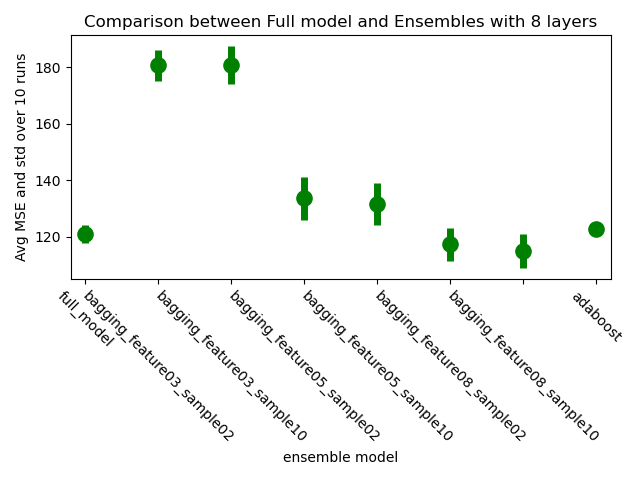 Comparison between Full model and Ensembles with 8 layers
Avg MSE and std over 10 runs
180
160
140
120
full_model
bagging_feature03_sample02
bagging_feature03_sample10
bagging_feature05_sample02
bagging_feature05_sample10
bagging_feature08_sample02
bagging_feature08_sample10
adaboost
ensemble model